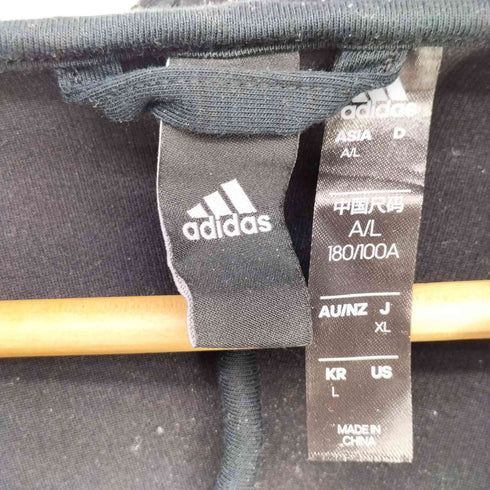 adidas
adidas
ASIA D
A/L
中国尺码
A/L
180/100A
AU/NZ J
XL
KR US
L
MADE IN
CHINA